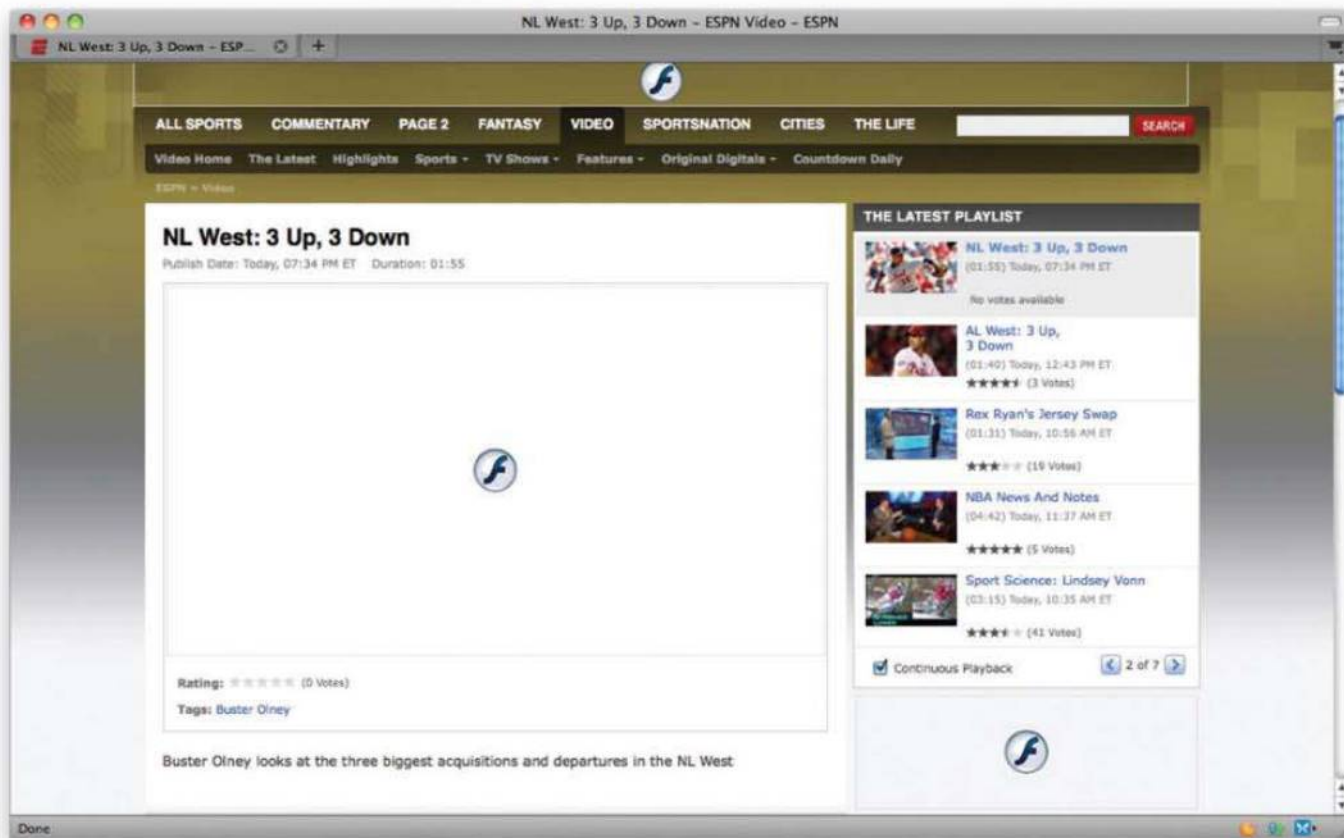 NL West: 3 Up, 3 Down – ESPN Video – ESPN
NL West: 3 Up, 3 Down – ESP...
ALL SPORTS COMMENTARY PAGE 2 FANTASY VIDEO SPORTSNATION CITIES THE LIFE SEARCH
Video Home The Latest Highlights Sports TV Shows Features Original Digitals Countdown Daily
ESPN > Video
NL West: 3 Up, 3 Down
Publish Date: Today, 07:34 PM ET Duration: 01:55
Rating: (0 Votes)
Tags: Buster Olney
Buster Olney looks at the three biggest acquisitions and departures in the NL West
THE LATEST PLAYLIST
NL West: 3 Up, 3 Down
(01:55) Today, 07:34 PM ET
No votes available
AL West: 3 Up,
3 Down
(01:40) Today, 12:43 PM ET
(3 Votes)
Rex Ryan's Jersey Swap
(01:31) Today, 10:56 AM ET
(19 Votes)
NBA News And Notes
(04:42) Today, 11:37 AM ET
(5 Votes)
Sport Science: Lindsey Vonn
(03:15) Today, 10:35 AM ET
(41 Votes)
Continuous Playback 2 of 7
Done